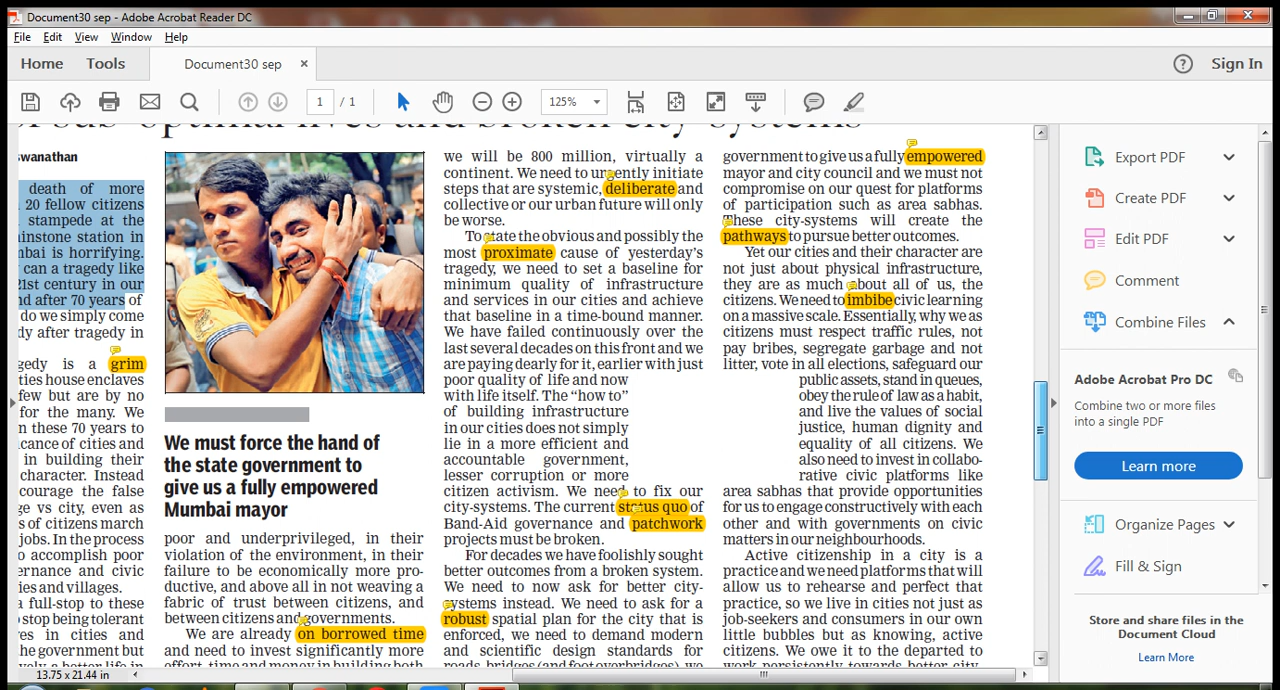 Document30 sep - Adobe Acrobat Reader DC
File Edit View Window Help
Home Tools Document30 sep × Sign In
1 / 1 125%
swanathan
death of more
20 fellow citizens
stampede at the
instone station in
bai is horrifying.
can a tragedy like
21st century in our
d after 70 years of
do we simply come
dy after tragedy in
gedy is a grim
ties house enclaves
few but are by no
for the many. We
n these 70 years to
cance of cities and
in building their
character. Instead
courage the false
ge vs city, even as
s of citizens march
jobs. In the process
o accomplish poor
ernance and civic
ies and villages.
a full-stop to these
stop being tolerant
es in cities and
he government but
We must force the hand of
the state government to
give us a fully empowered
Mumbai mayor
poor and underprivileged, in their
violation of the environment, in their
failure to be economically more pro-
ductive, and above all in not weaving a
fabric of trust between citizens, and
between citizens and governments.
We are already on borrowed time
and need to invest significantly more
effort, time and money in building both
we will be 800 million, virtually a
continent. We need to urgently initiate
steps that are systemic, deliberate and
collective or our urban future will only
be worse.
To state the obvious and possibly the
most proximate cause of yesterday's
tragedy, we need to set a baseline for
minimum quality of infrastructure
and services in our cities and achieve
that baseline in a time-bound manner.
We have failed continuously over the
last several decades on this front and we
are paying dearly for it, earlier with just
poor quality of life and now
with life itself. The "how to"
of building infrastructure
in our cities does not simply
lie in a more efficient and
accountable government,
lesser corruption or more
citizen activism. We need to fix our
city-systems. The current status quo of
Band-Aid governance and patchwork
projects must be broken.
For decades we have foolishly sought
better outcomes from a broken system.
We need to now ask for better city-
systems instead. We need to ask for a
robust spatial plan for the city that is
enforced, we need to demand modern
and scientific design standards for
roads, bridges (and foot overbridges), we
government to give us a fully empowered
mayor and city council and we must not
compromise on our quest for platforms
of participation such as area sabhas.
These city-systems will create the
pathways to pursue better outcomes.
Yet our cities and their character are
not just about physical infrastructure,
they are as much about all of us, the
citizens. We need to imbibe civic learning
on a massive scale. Essentially, why we as
citizens must respect traffic rules, not
pay bribes, segregate garbage and not
litter, vote in all elections, safeguard our
public assets, stand in queues,
obey the rule of law as a habit,
and live the values of social
justice, human dignity and
equality of all citizens. We
also need to invest in collabo-
rative civic platforms like
area sabhas that provide opportunities
for us to engage constructively with each
other and with governments on civic
matters in our neighbourhoods.
Active citizenship in a city is a
practice and we need platforms that will
allow us to rehearse and perfect that
practice, so we live in cities not just as
job-seekers and consumers in our own
little bubbles but as knowing, active
citizens. We owe it to the departed to
work persistently towards better city-
Export PDF
Create PDF
Edit PDF
Comment
Combine Files
Adobe Acrobat Pro DC
Combine two or more files
into a single PDF
Learn more
Organize Pages
Fill & Sign
Store and share files in the
Document Cloud
Learn More
13.75 x 21.44 in